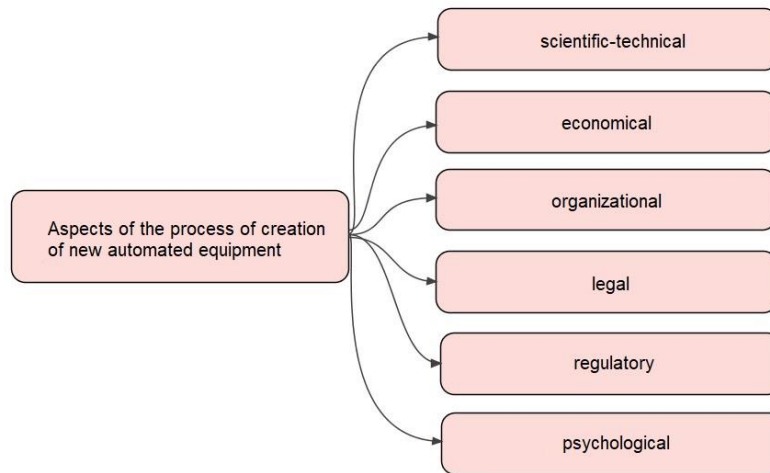 scientific-technical
economical
organizational
Aspects of the process of creation
of new automated equipment
legal
regulatory
psychological